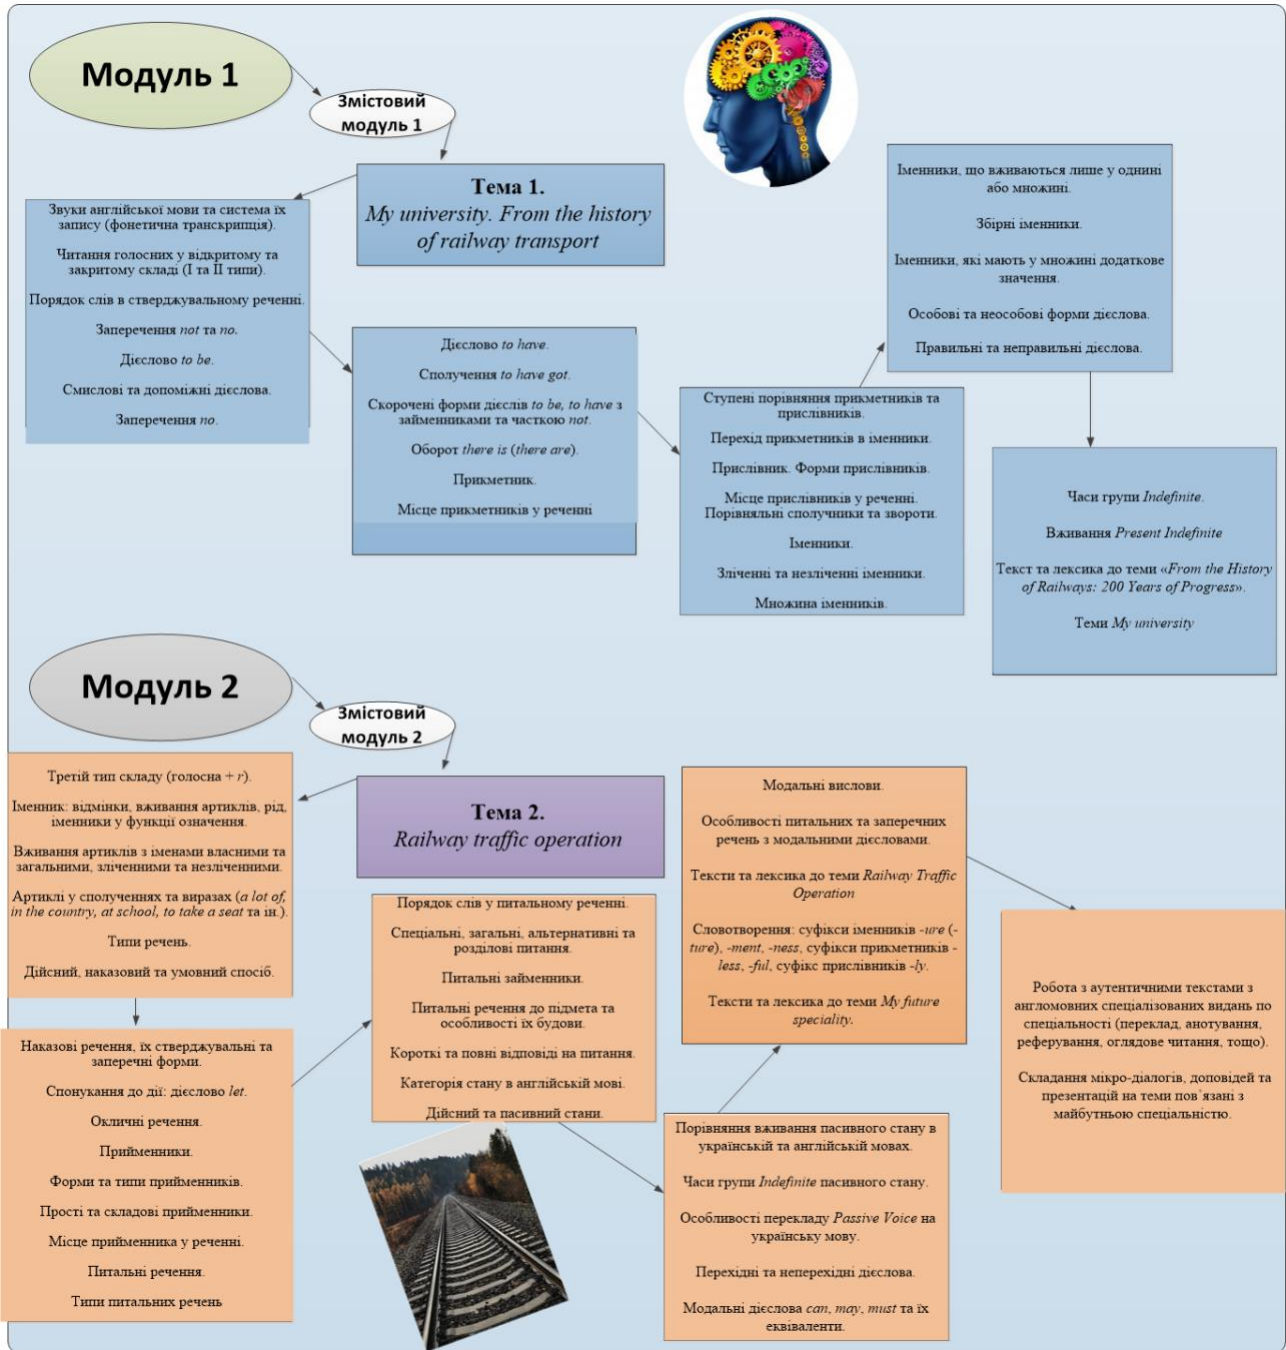 Модуль 1
Змістовий
модуль 1
Тема 1.
My university. From the history
of railway transport
Звуки англійської мови та система їх
запису (фонетична транскрипція).
Читання голосних у відкритому та
закритому складі (І та ІІ типи).
Порядок слів в стверджувальному реченні.
Заперечення not та no.
Дієслово to be.
Смислові та допоміжні дієслова.
Заперечення no.
Дієслово to have.
Сполучення to have got.
Скорочені форми дієслів to be, to have з
займенниками та часткою not.
Оборот there is (there are).
Прикметник.
Місце прикметників у реченні
Ступені порівняння прикметників та
прислівників.
Перехід прикметників в іменники.
Прислівник. Форми прислівників.
Місце прислівників у реченні.
Порівняльні сполучники та звороти.
Іменники.
Зліченні та незліченні іменники.
Множина іменників.
Іменники, що вживаються лише у однині
або множині.
Збірні іменники.
Іменники, які мають у множині додаткове
значення.
Особові та неособові форми дієслова.
Правильні та неправильні дієслова.
Часи групи Indefinite.
Вживання Present Indefinite
Текст та лексика до теми «From the History
of Railways: 200 Years of Progress».
Теми My university
Модуль 2
Змістовий
модуль 2
Тема 2.
Railway traffic operation
Третій тип складу (голосна + r).
Іменник: відмінки, вживання артиклів, рід,
іменники у функції означення.
Вживання артиклів з іменами власними та
загальними, зліченними та незліченними.
Артиклі у сполученнях та виразах (a lot of,
in the country, at school, to take a seat та ін.).
Типи речень.
Дійсний, наказовий та умовний спосіб.
Наказові речення, їх стверджувальні та
заперечні форми.
Спонукання до дії: дієслово let.
Окличні речення.
Прийменники.
Форми та типи прийменників.
Прості та складові прийменники.
Місце прийменника у реченні.
Питальні речення.
Типи питальних речень
Порядок слів у питальному реченні.
Спеціальні, загальні, альтернативні та
розділові питання.
Питальні займенники.
Питальні речення до підмета та
особливості їх будови.
Короткі та повні відповіді на питання.
Категорія стану в англійській мові.
Дійсний та пасивний стани.
Порівняння вживання пасивного стану в
українській та англійській мовах.
Часи групи Indefinite пасивного стану.
Особливості перекладу Passive Voice на
українську мову.
Перехідні та неперехідні дієслова.
Модальні дієслова can, may, must та їх
еквіваленти.
Модальні вислови.
Особливості питальних та заперечних
речень з модальними дієсловами.
Тексти та лексика до теми Railway Traffic
Operation
Словотворення: суфікси іменників -ure (-
ture), -ment, -ness, суфікси прикметників -
less, -ful, суфікс прислівників -ly.
Тексти та лексика до теми My future
speciality.
Робота з аутентичними текстами з
англомовних спеціалізованих видань по
спеціальності (переклад, анотування,
реферування, оглядове читання, тощо).
Складання мікро-діалогів, доповідей та
презентацій на теми пов’язані з
майбутньою спеціальністю.